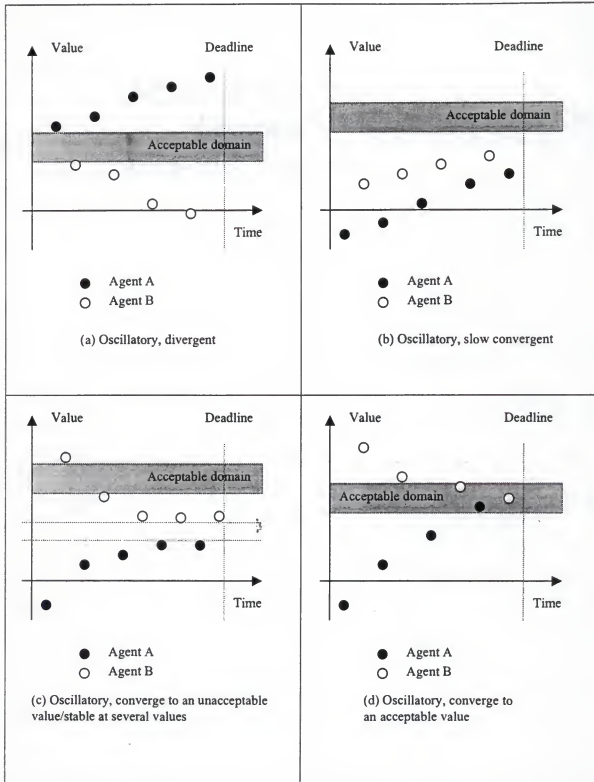 Value
Deadline
Acceptable domain
Time
Agent A
Agent B
(a) Oscillatory, divergent
Value
Deadline
Acceptable domain
Time
Agent A
Agent B
(b) Oscillatory, slow convergent
Value
Deadline
Acceptable domain
Time
Agent A
Agent B
(c) Oscillatory, converge to an unacceptable
value/stable at several values
Value
Deadline
Acceptable domain
Time
Agent A
Agent B
(d) Oscillatory, converge to
an acceptable value